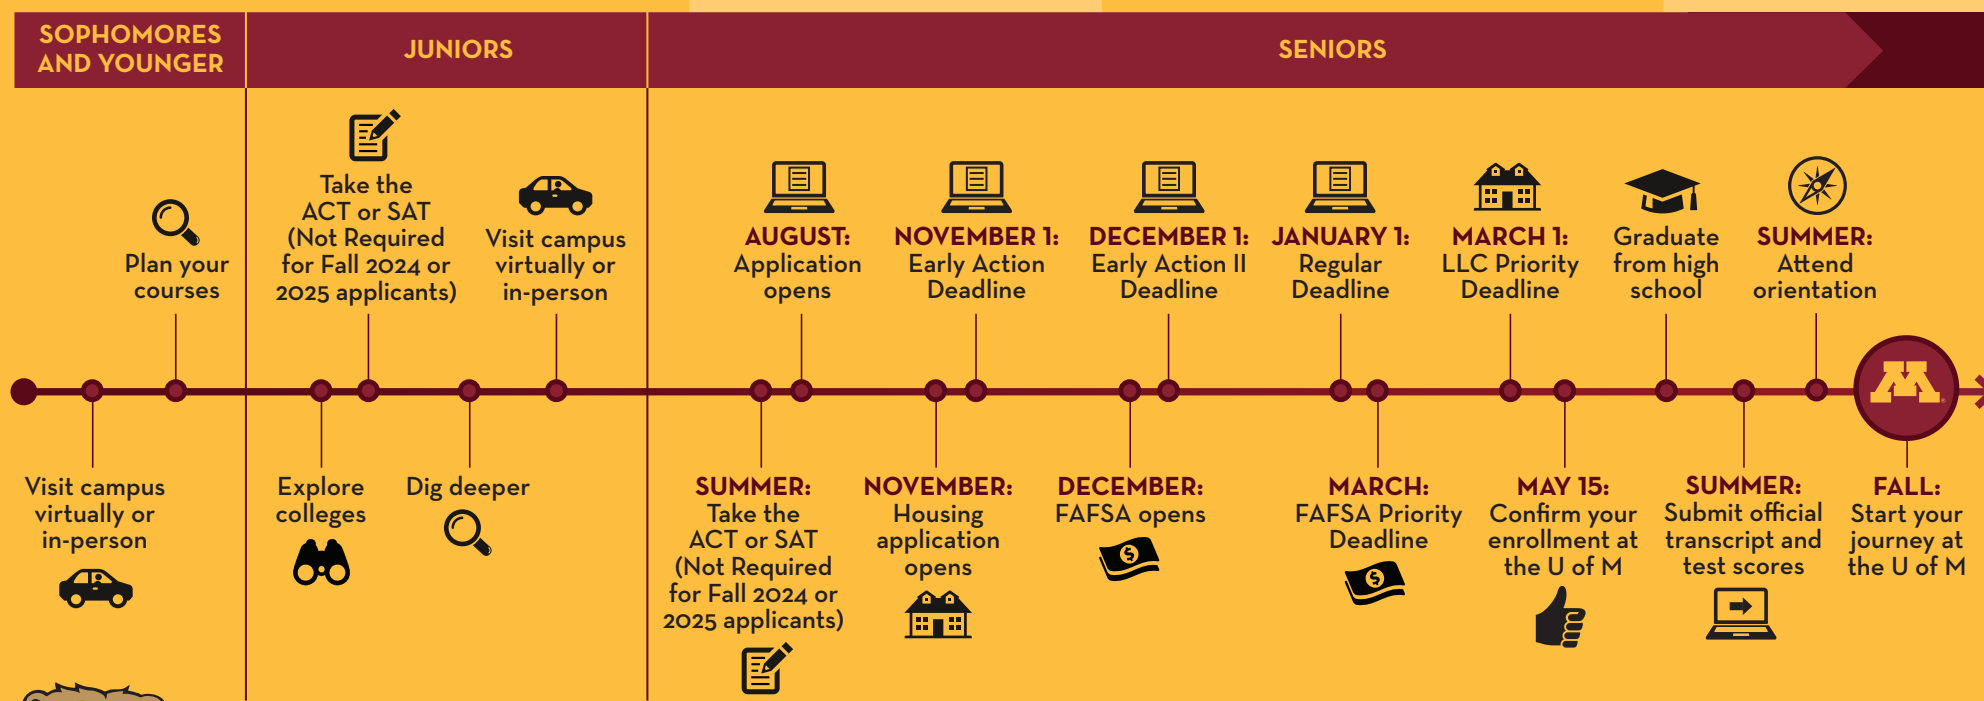 SOPHOMORES
AND YOUNGER
JUNIORS
SENIORS
Plan your
courses
Take the
ACT or SAT
(Not Required
for Fall 2024 or
2025 applicants)
Visit campus
virtually or
in-person
AUGUST:
Application
opens
NOVEMBER 1:
Early Action
Deadline
DECEMBER 1:
Early Action II
Deadline
JANUARY 1:
Regular
Deadline
MARCH 1:
LLC Priority
Deadline
Graduate
from high
school
SUMMER:
Attend
orientation
M
Visit campus
virtually or
in-person
Explore
colleges
Dig deeper
SUMMER:
Take the
ACT or SAT
(Not Required
for Fall 2024 or
2025 applicants)
NOVEMBER:
Housing
application
opens
DECEMBER:
FAFSA opens
MARCH:
FAFSA Priority
Deadline
MAY 15:
Confirm your
enrollment at
the U of M
SUMMER:
Submit official
transcript and
test scores
FALL:
Start your
journey at
the U of M